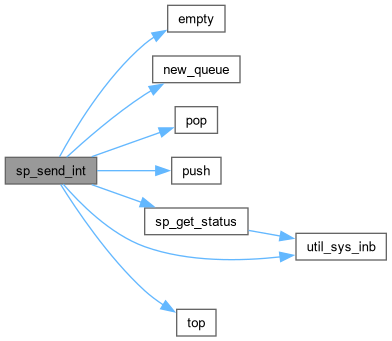 empty
new_queue
pop
sp_send_int
push
sp_get_status
util_sys_inb
top